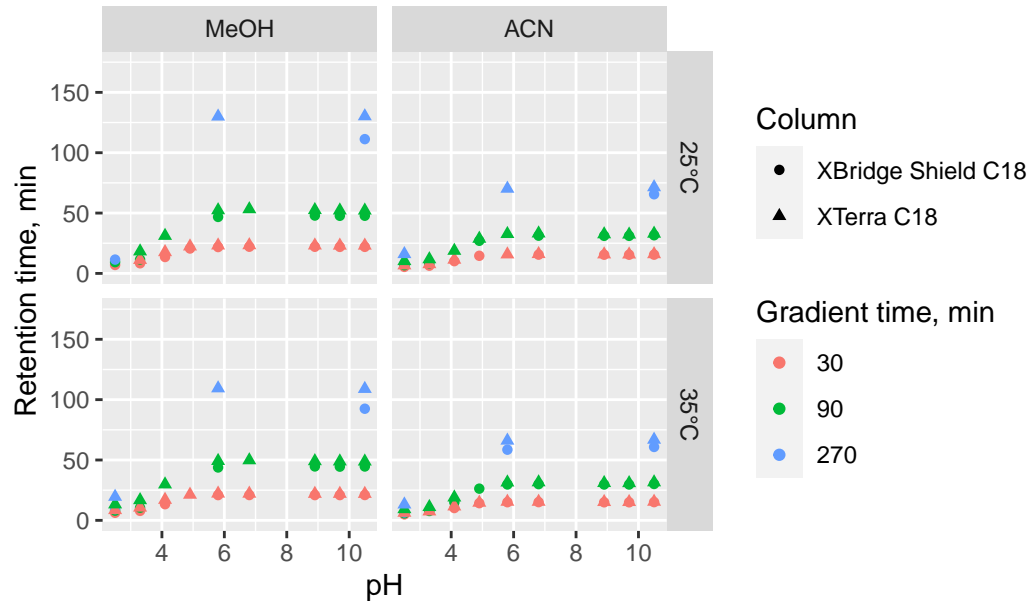 MeOH
ACN
150
100
50
0
25°C
150
100
50
0
35°C
4 6 8 10
4 6 8 10
Retention time, min
pH
Column
XBridge Shield C18
XTerra C18
Gradient time, min
30
90
270